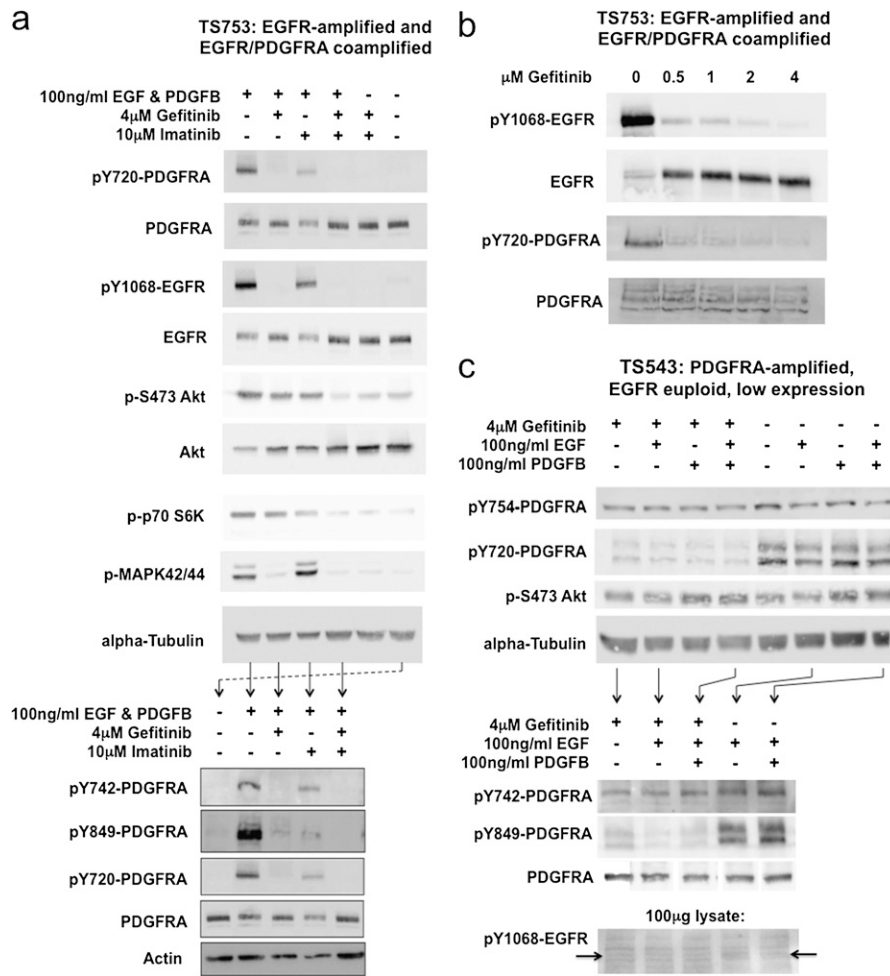 a
TS753: EGFR-amplified and
EGFR/PDGFRA coamplified
100ng/ml EGF & PDGFB + + + + - -
4µM Gefitinib - + - + + -
10µM Imatinib - - + + + -
pY720-PDGFRA
PDGFRA
pY1068-EGFR
EGFR
p-S473 Akt
Akt
p-p70 S6K
p-MAPK42/44
alpha-Tubulin
100ng/ml EGF & PDGFB - + + + +
4µM Gefitinib - - + - +
10µM Imatinib - - - + +
pY742-PDGFRA
pY849-PDGFRA
pY720-PDGFRA
PDGFRA
Actin
b
TS753: EGFR-amplified and
EGFR/PDGFRA coamplified
µM Gefitinib 0 0.5 1 2 4
pY1068-EGFR
EGFR
pY720-PDGFRA
PDGFRA
c
TS543: PDGFRA-amplified,
EGFR euploid, low expression
4µM Gefitinib + + + + - - - -
100ng/ml EGF - + - + - + - +
100ng/ml PDGFB - - + + - - + +
pY754-PDGFRA
pY720-PDGFRA
p-S473 Akt
alpha-Tubulin
4µM Gefitinib + + + - -
100ng/ml EGF - + + + +
100ng/ml PDGFB - - + - +
pY742-PDGFRA
pY849-PDGFRA
PDGFRA
100µg lysate:
pY1068-EGFR